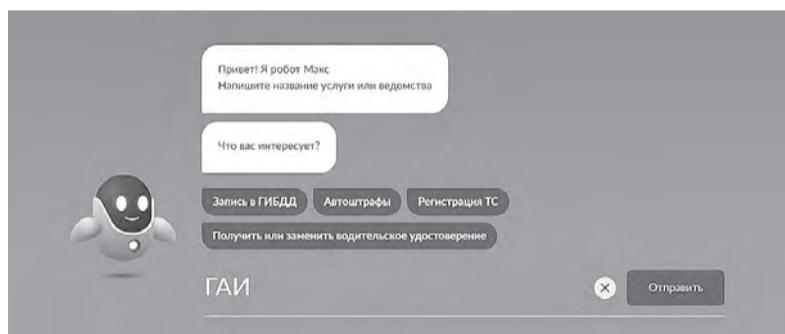 Привет! Я робот Макс
Напишите название услуги или ведомства
Что вас интересует?
Запись в ГИБДД
Автоштрафы
Регистрация ТС
Получить или заменить водительское удостоверение
ГАИ
Отправить